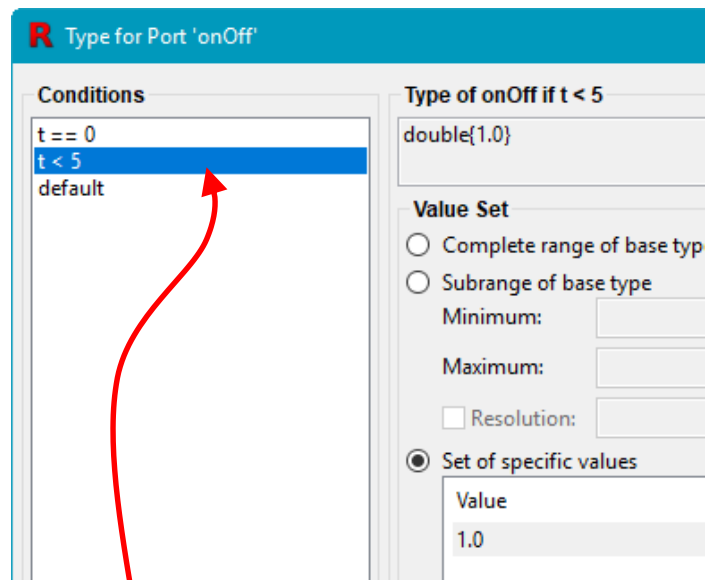 R Type for Port 'onOff'
Conditions
t == 0
t < 5
default
Type of onOff if t < 5
double{1.0}
Value Set
Complete range of base typ
Subrange of base type
Minimum:
Maximum:
Resolution:
Set of specific values
Value
1.0